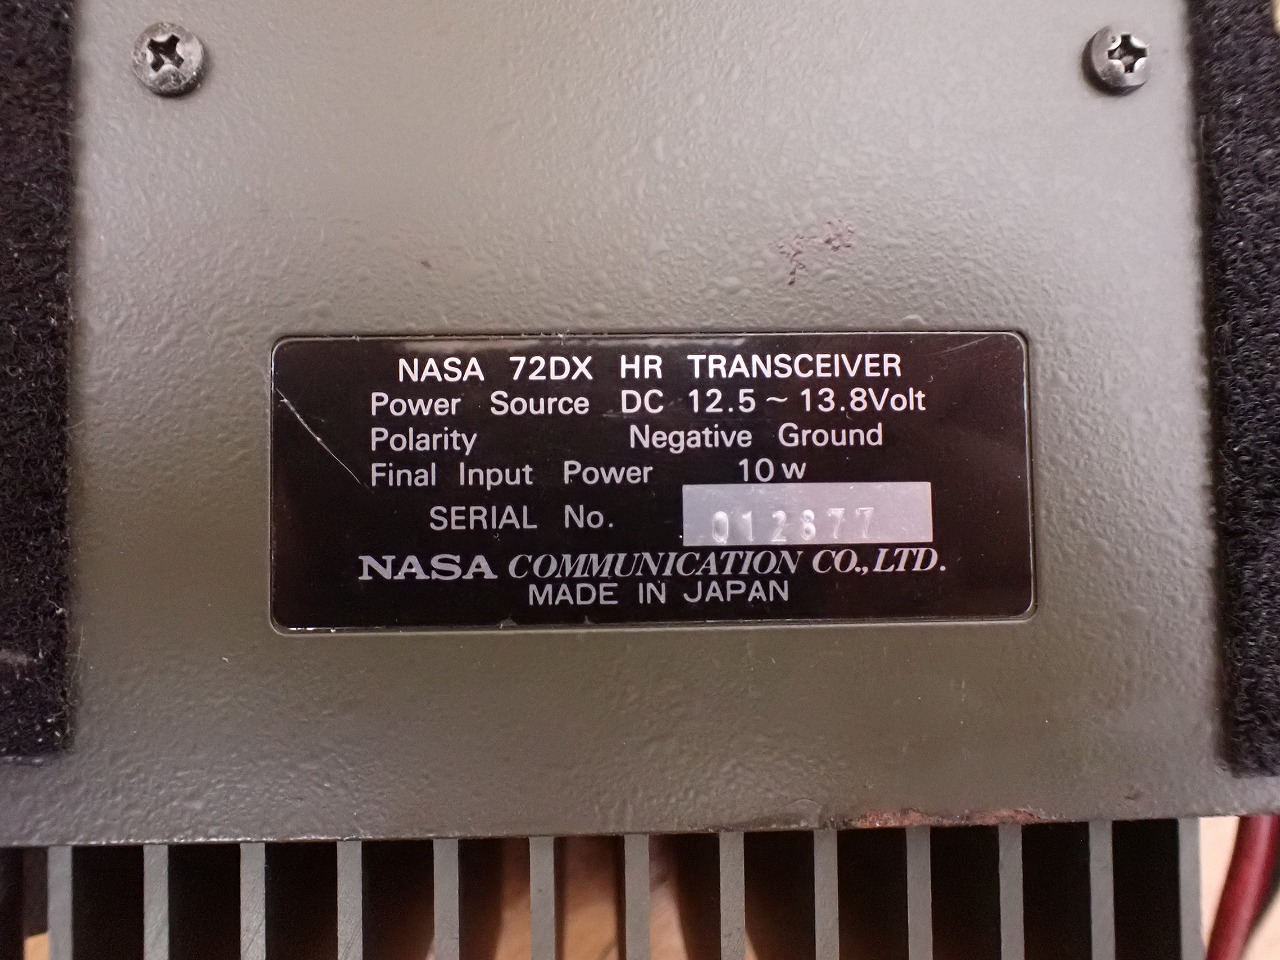 NASA 72DX HR TRANSCEIVER
Power Source DC 12.5 ~ 13.8Volt
Polarity Negative Ground
Final Input Power 10w
SERIAL No. 012877
NASA COMMUNICATION CO.,LTD.
MADE IN JAPAN